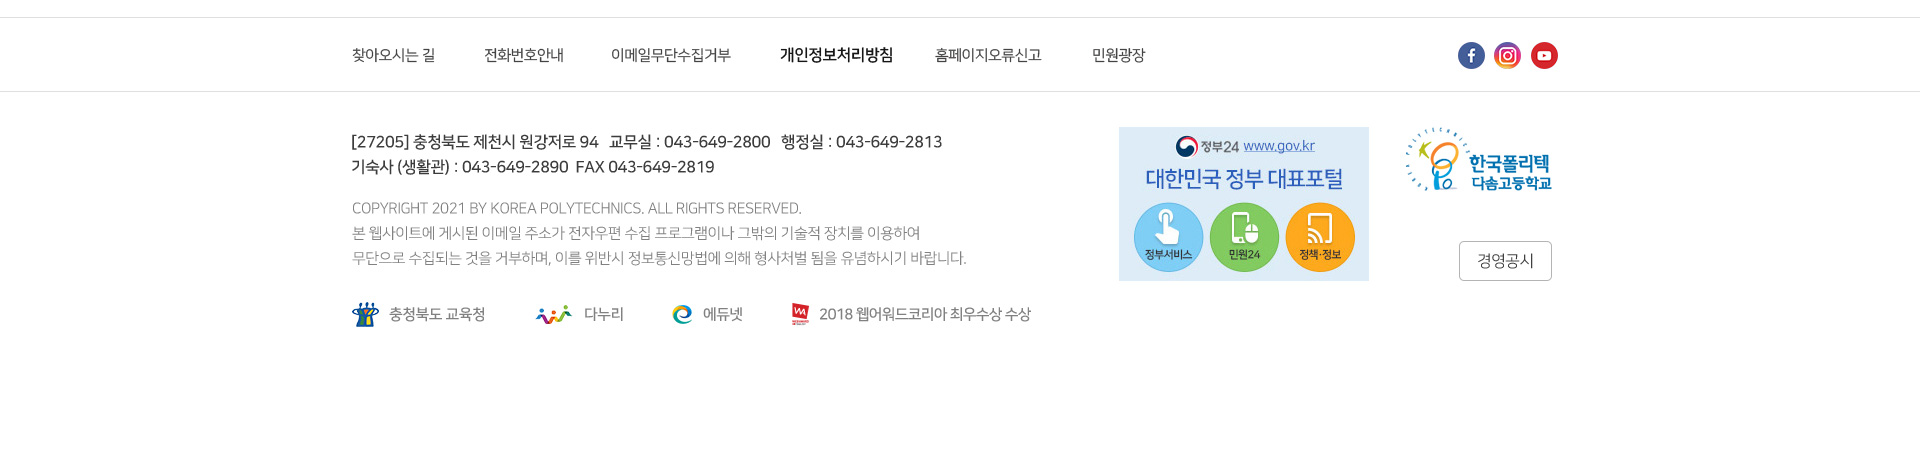 찾아오시는 길 전화번호안내 이메일무단수집거부 개인정보처리방침 홈페이지오류신고 민원광장
[27205] 충청북도 제천시 원강저로 94 교무실 : 043-649-2800 행정실 : 043-649-2813
기숙사 (생활관) : 043-649-2890 FAX 043-649-2819
COPYRIGHT 2021 BY KOREA POLYTECHNICS. ALL RIGHTS RESERVED.
본 웹사이트에 게시된 이메일 주소가 전자우편 수집 프로그램이나 그밖의 기술적 장치를 이용하여
무단으로 수집되는 것을 거부하며, 이를 위반시 정보통신망법에 의해 형사처벌 됨을 유념하시기 바랍니다.
충청북도 교육청 다누리 에듀넷 2018 웹어워드코리아 최우수상 수상
정부24 www.gov.kr
대한민국 정부 대표포털
정부서비스 민원24 정책·정보
한국폴리텍
다솜고등학교
경영공시